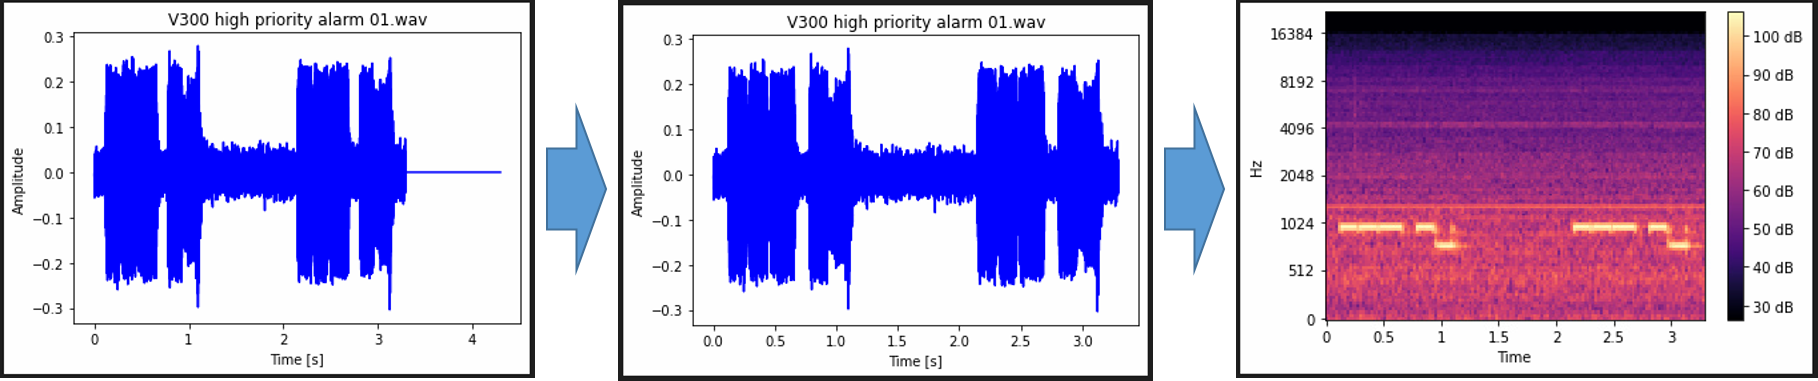 V300 high priority alarm 01.wav
0.3
0.2
0.1
0.0
−0.1
−0.2
−0.3
Amplitude
0 1 2 3 4
Time [s]
V300 high priority alarm 01.wav
0.3
0.2
0.1
0.0
−0.1
−0.2
−0.3
Amplitude
0.0 0.5 1.0 1.5 2.0 2.5 3.0
Time [s]
16384
8192
4096
2048
1024
512
0
Hz
0 0.5 1 1.5 2 2.5 3
Time
100 dB
90 dB
80 dB
70 dB
60 dB
50 dB
40 dB
30 dB